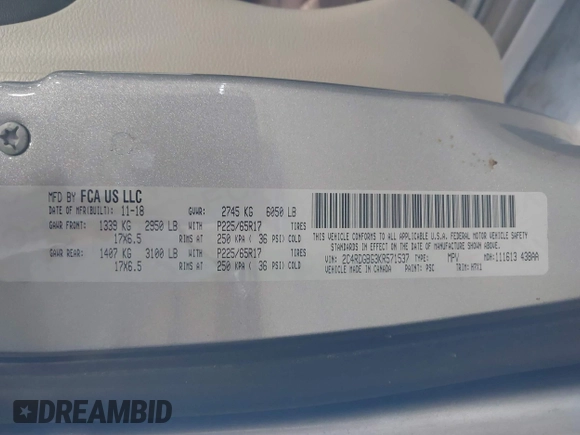 MFD BY FCA US LLC
DATE OF MFR(BUILT): 11-18 GVWR: 2745 KG 6050 LB
GAWR FRONT: 1339 KG 2950 LB WITH P225/65R17 TIRES
17X6.5 RIMS AT 250 KPA ( 36 PSI) COLD
GAWR REAR: 1407 KG 3100 LB WITH P225/65R17 TIRES
17X6.5 RIMS AT 250 KPA ( 36 PSI) COLD
THIS VEHICLE CONFORMS TO ALL APPLICABLE U.S.A. FEDERAL MOTOR VEHICLE SAFETY
STANDARDS IN EFFECT ON THE DATE OF MANUFACTURE SHOWN ABOVE.
VIN: 2C4RDGBG3KR571537 TYPE: MPV MDH: 111613 438AA
MADE IN CANADA PAINT: PSC TRIM: H7X1
DREAMBID